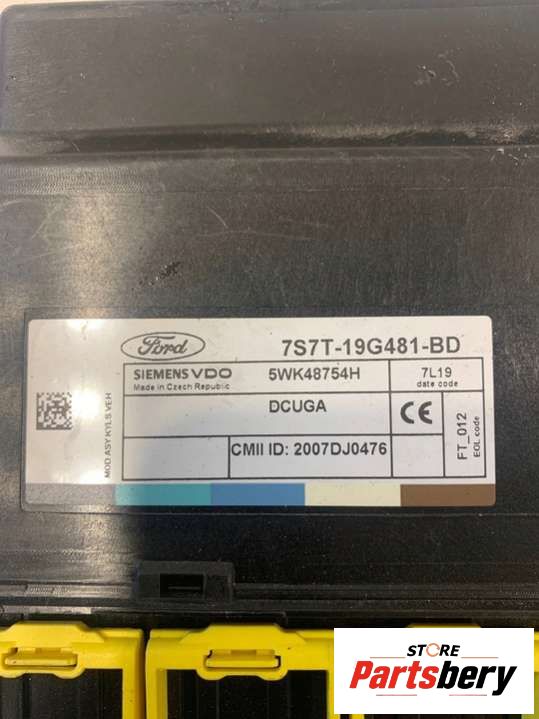 Ford
7S7T-19G481-BD
SIEMENS VDO
Made in Czech Republic
5WK48754H
7L19
date code
DCUGA
CE
CMII ID: 2007DJ0476
FT_012
EOL code
MOD ASY.KYLS.VEH
STORE
Partsbery